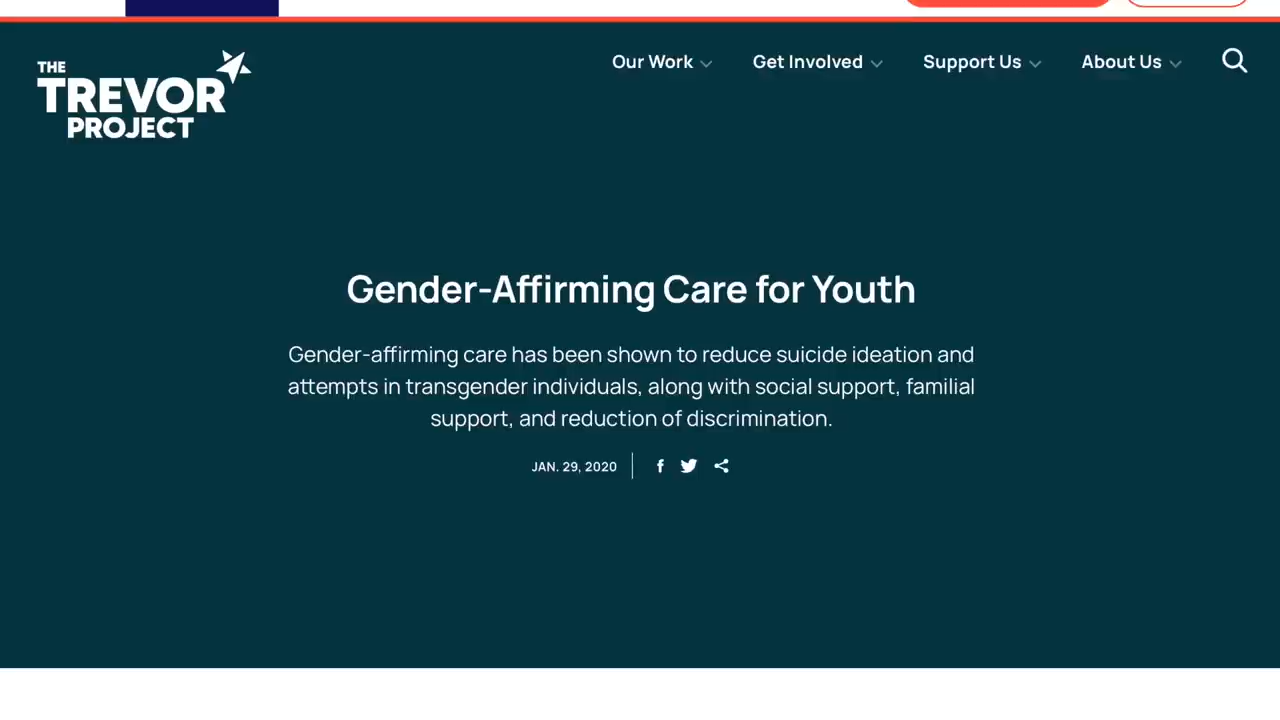 THE
TREVOR
PROJECT
Our Work
Get Involved
Support Us
About Us
Gender-Affirming Care for Youth
Gender-affirming care has been shown to reduce suicide ideation and
attempts in transgender individuals, along with social support, familial
support, and reduction of discrimination.
JAN. 29, 2020